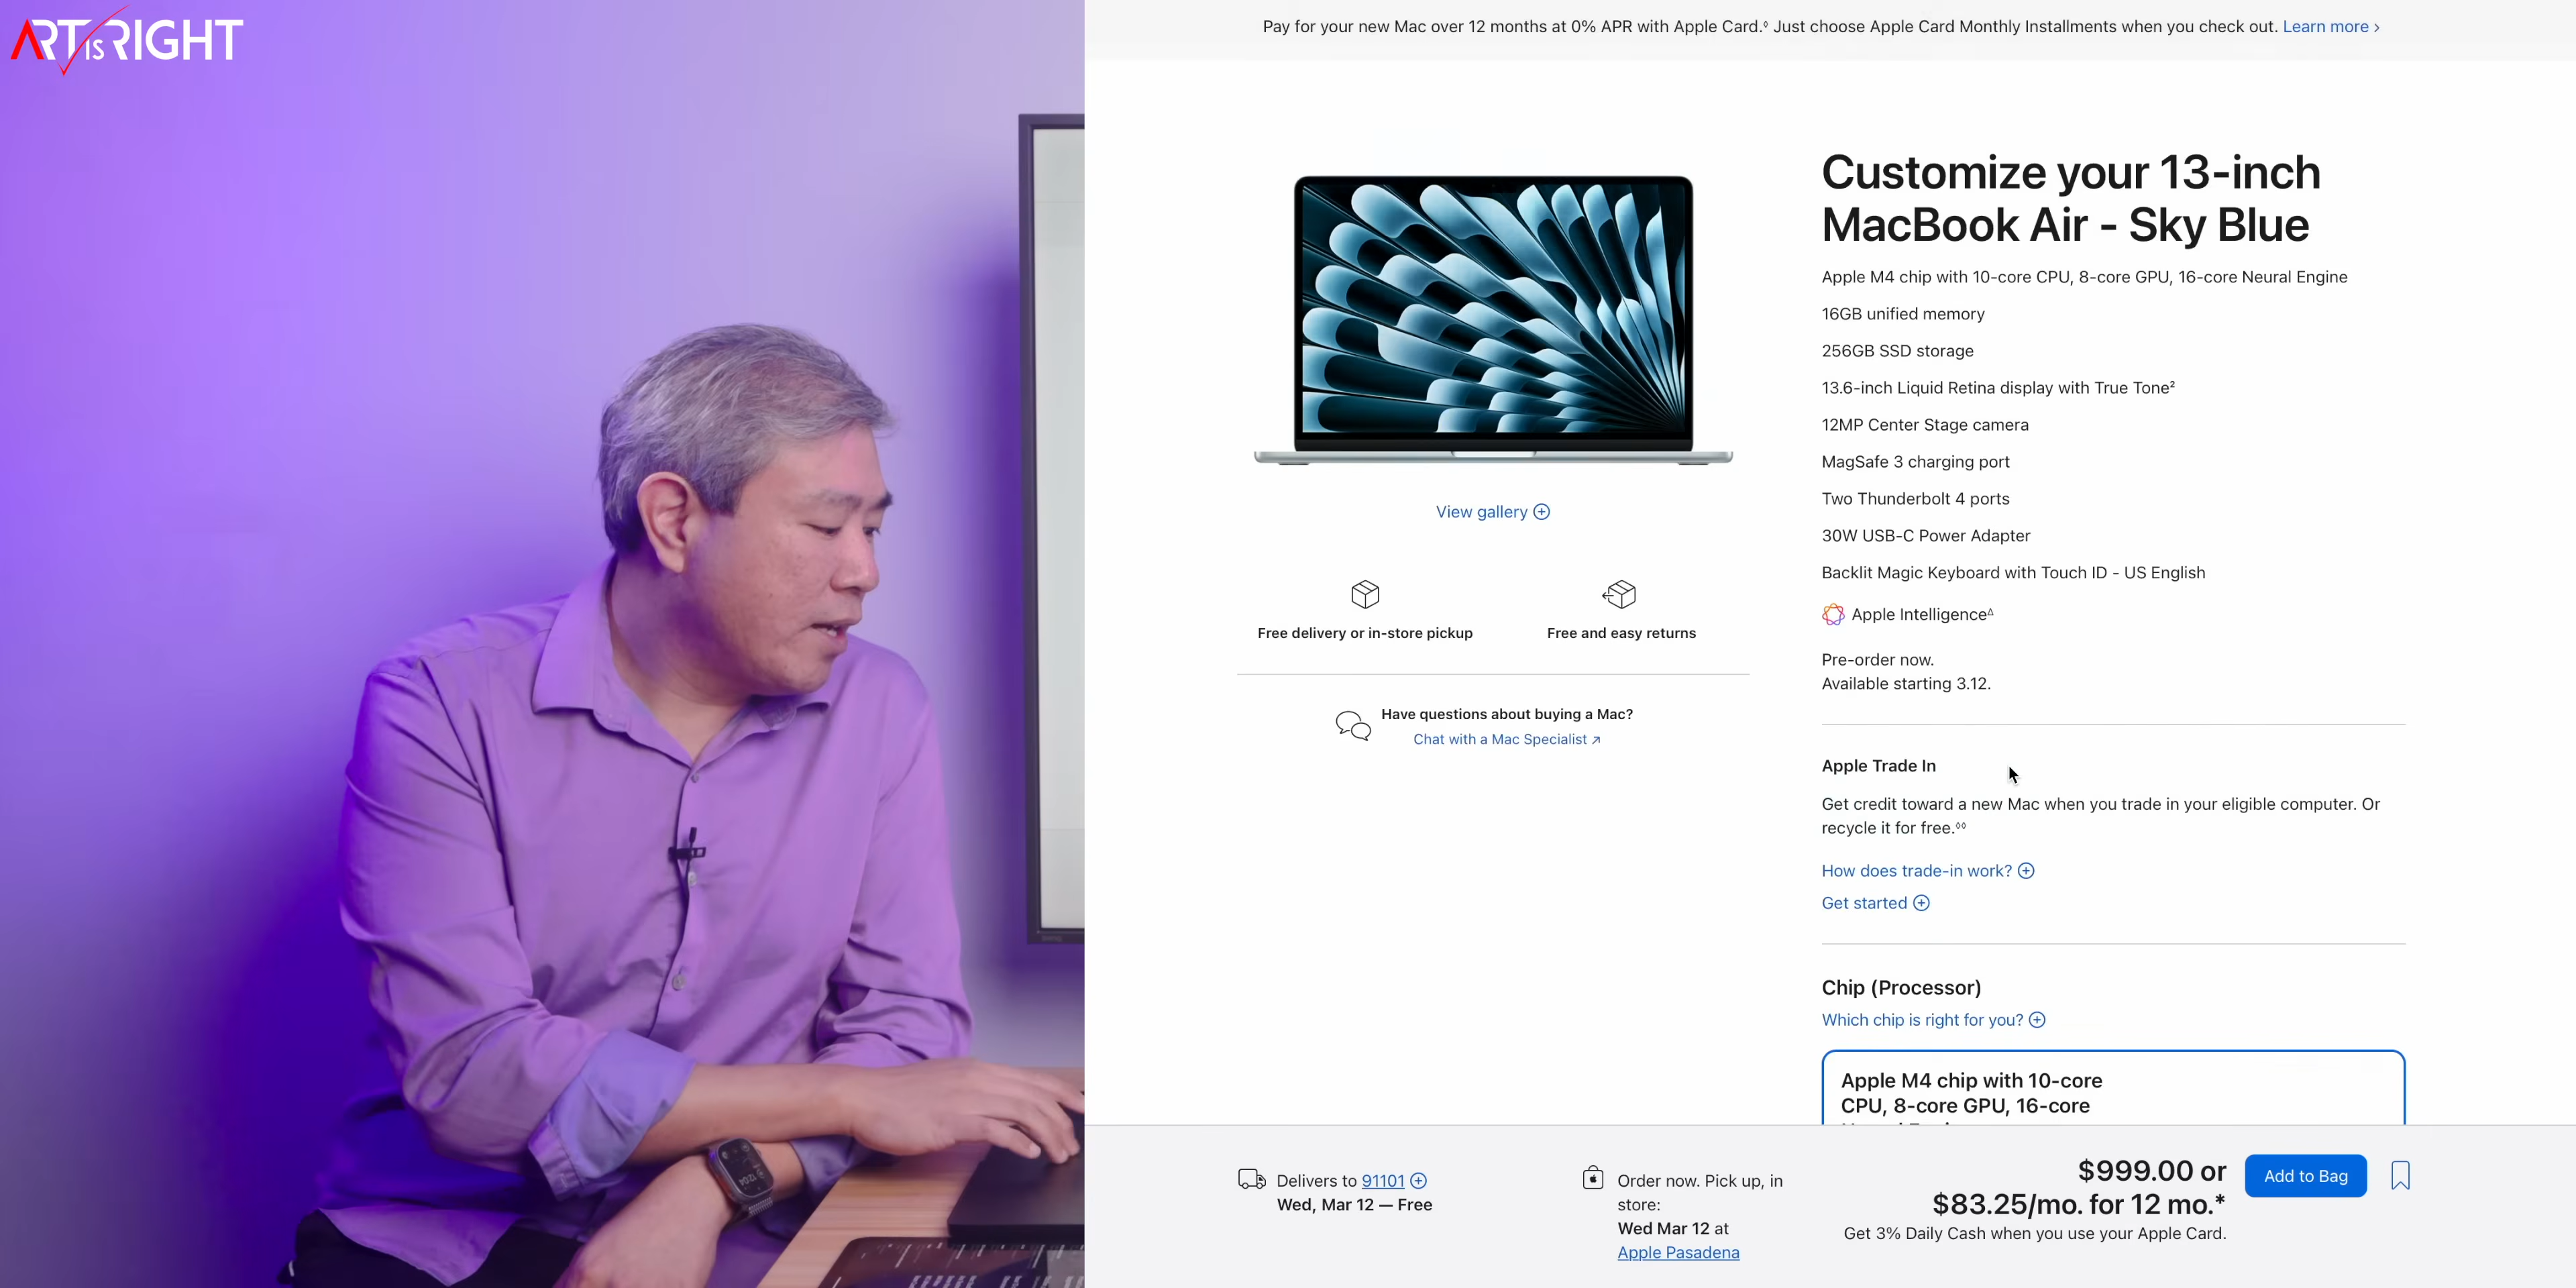 ART IS RIGHT
Pay for your new Mac over 12 months at 0% APR with Apple Card.◊ Just choose Apple Card Monthly Installments when you check out. Learn more >
Customize your 13-inch
MacBook Air - Sky Blue
Apple M4 chip with 10-core CPU, 8-core GPU, 16-core Neural Engine
16GB unified memory
256GB SSD storage
13.6-inch Liquid Retina display with True Tone²
12MP Center Stage camera
MagSafe 3 charging port
Two Thunderbolt 4 ports
30W USB-C Power Adapter
Backlit Magic Keyboard with Touch ID - US English
Apple Intelligence∆
Pre-order now.
Available starting 3.12.
View gallery
Free delivery or in-store pickup
Free and easy returns
Have questions about buying a Mac?
Chat with a Mac Specialist ↗
Apple Trade In
Get credit toward a new Mac when you trade in your eligible computer. Or
recycle it for free.◊◊
How does trade-in work?
Get started
Chip (Processor)
Which chip is right for you?
Apple M4 chip with 10-core
CPU, 8-core GPU, 16-core
Delivers to 91101
Wed, Mar 12 — Free
Order now. Pick up, in
store:
Wed Mar 12 at
Apple Pasadena
$999.00 or
$83.25/mo. for 12 mo.*
Get 3% Daily Cash when you use your Apple Card.
Add to Bag